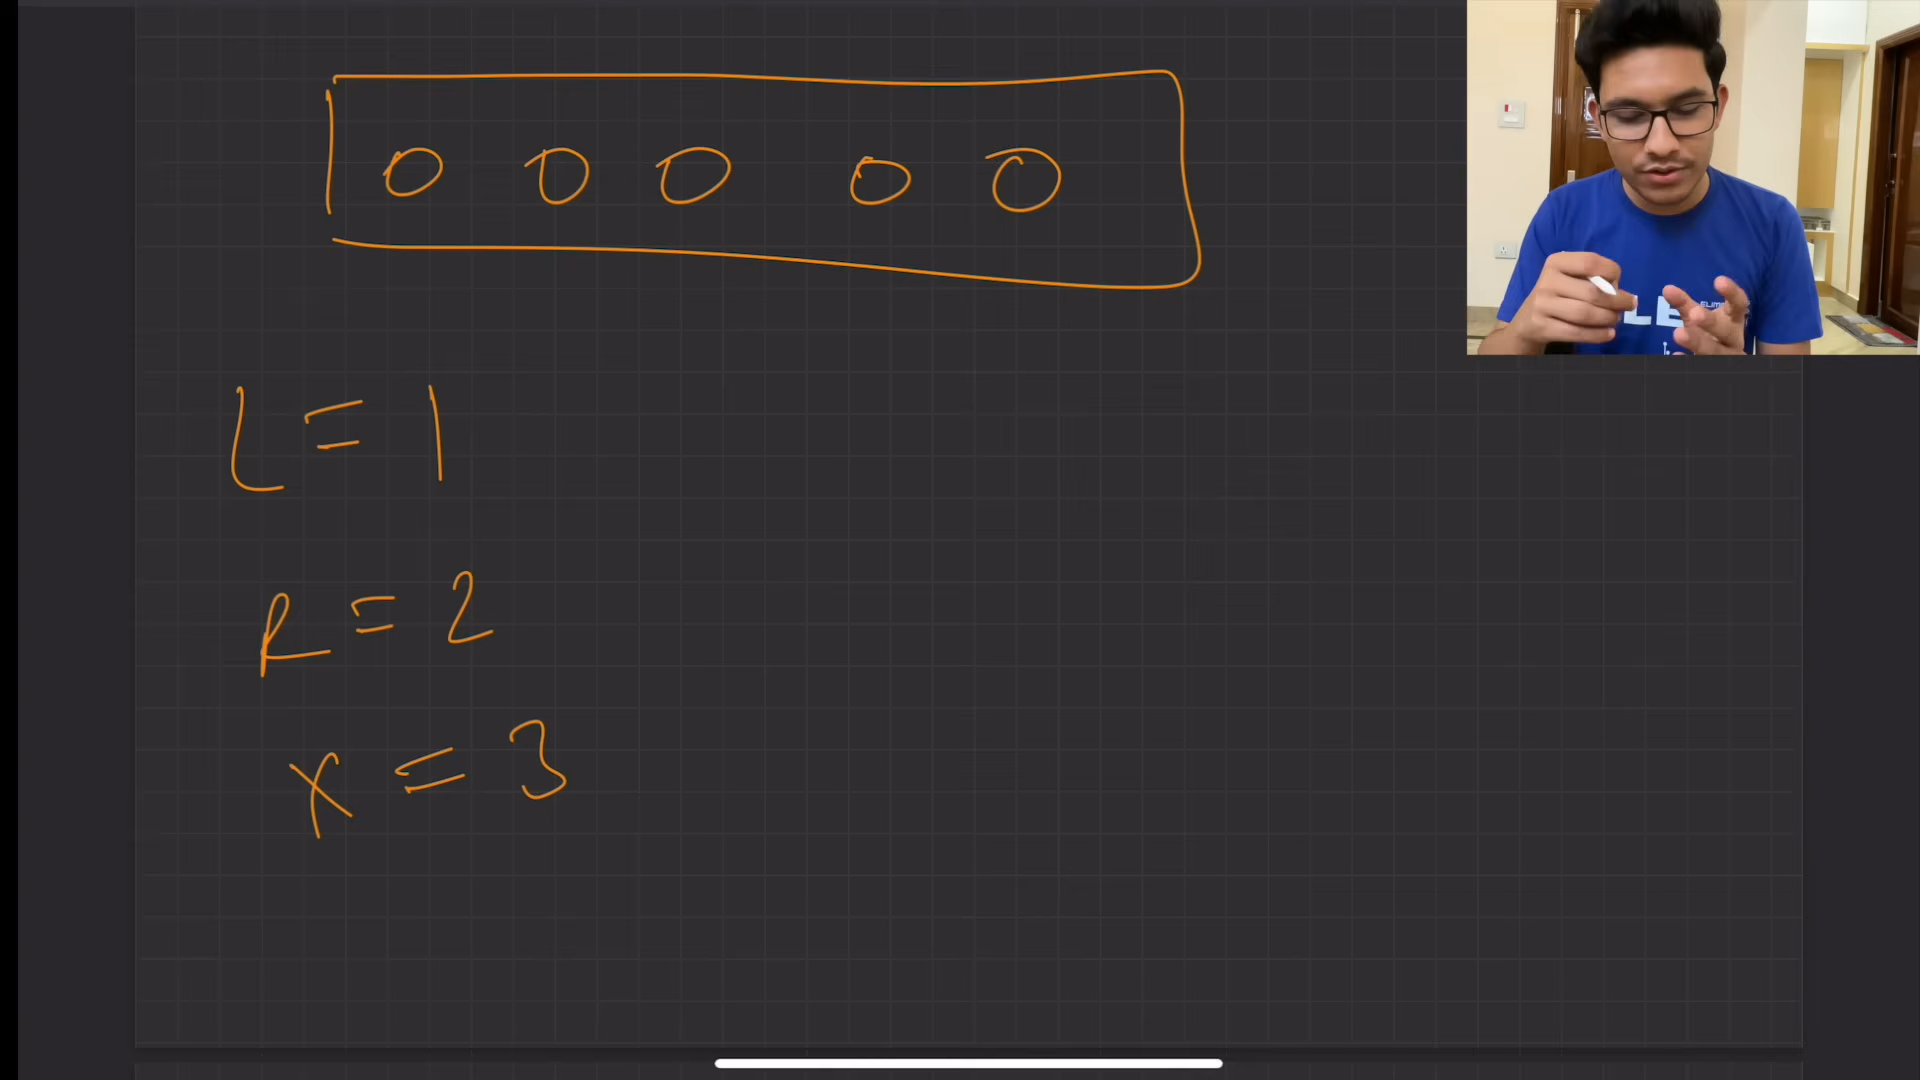 0 0 0 0 0
L = 1
R = 2
X = 3